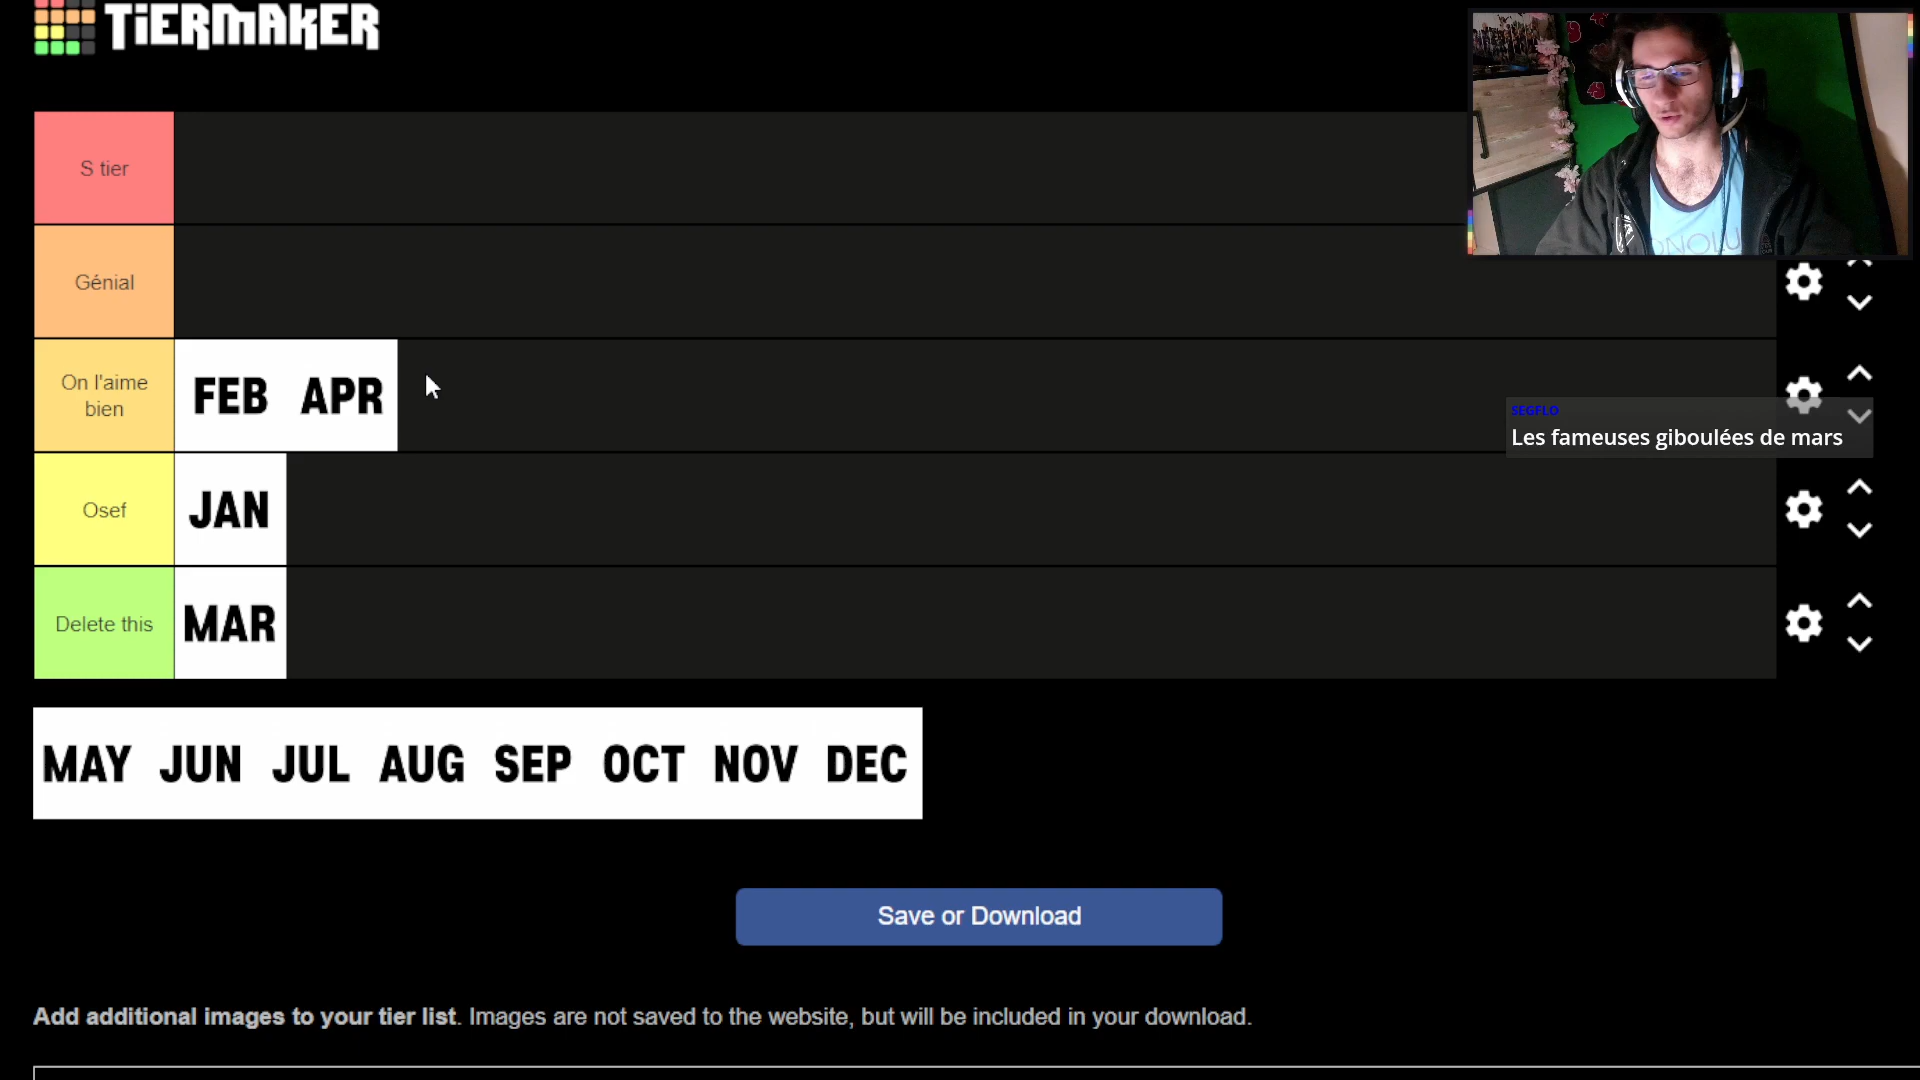 TiERMAKER
S tier
Génial
On l'aime
bien
FEB APR
SEGFLO
Les fameuses giboulées de mars
Osef
JAN
Delete this
MAR
MAY JUN JUL AUG SEP OCT NOV DEC
Save or Download
Add additional images to your tier list. Images are not saved to the website, but will be included in your download.